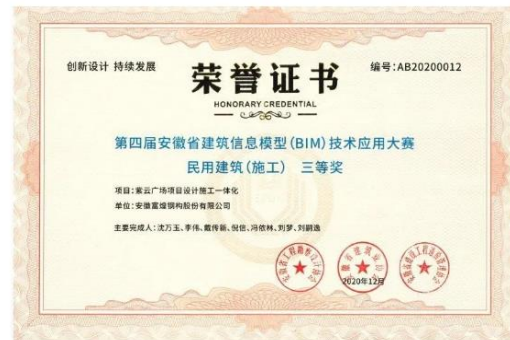 创新设计 持续发展
荣誉证书
编号:AB20200012
HONORARY CREDENTIAL
第四届安徽省建筑信息模型(BIM)技术应用大赛
民用建筑(施工) 三等奖
项目:紫云广场项目设计施工一体化
单位:安徽富煌钢构股份有限公司
主要完成人:沈万玉、李伟、戴传新、倪信、冯依林、刘梦、刘鹏逸
2020年12月